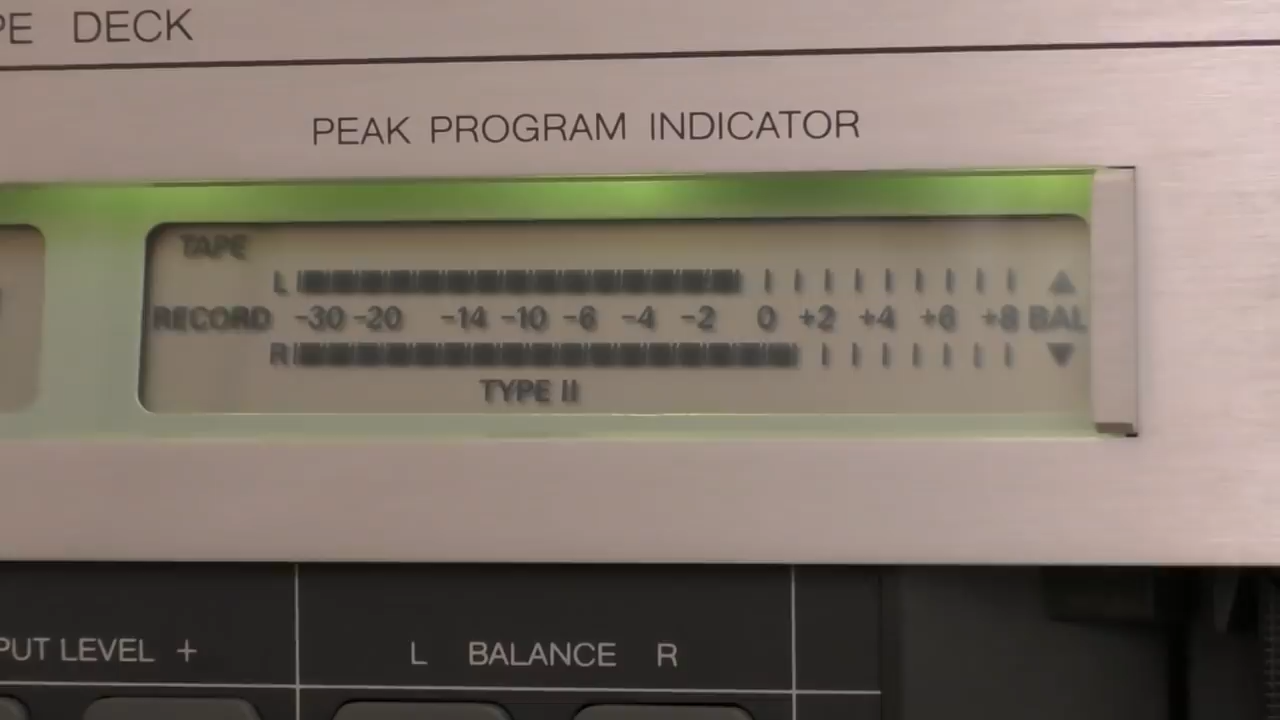 PE DECK
PEAK PROGRAM INDICATOR
TAPE
L
RECORD -30 -20 -14 -10 -6 -4 -2 0 +2 +4 +6 +8 BAL
R
TYPE II
PUT LEVEL +
L BALANCE R